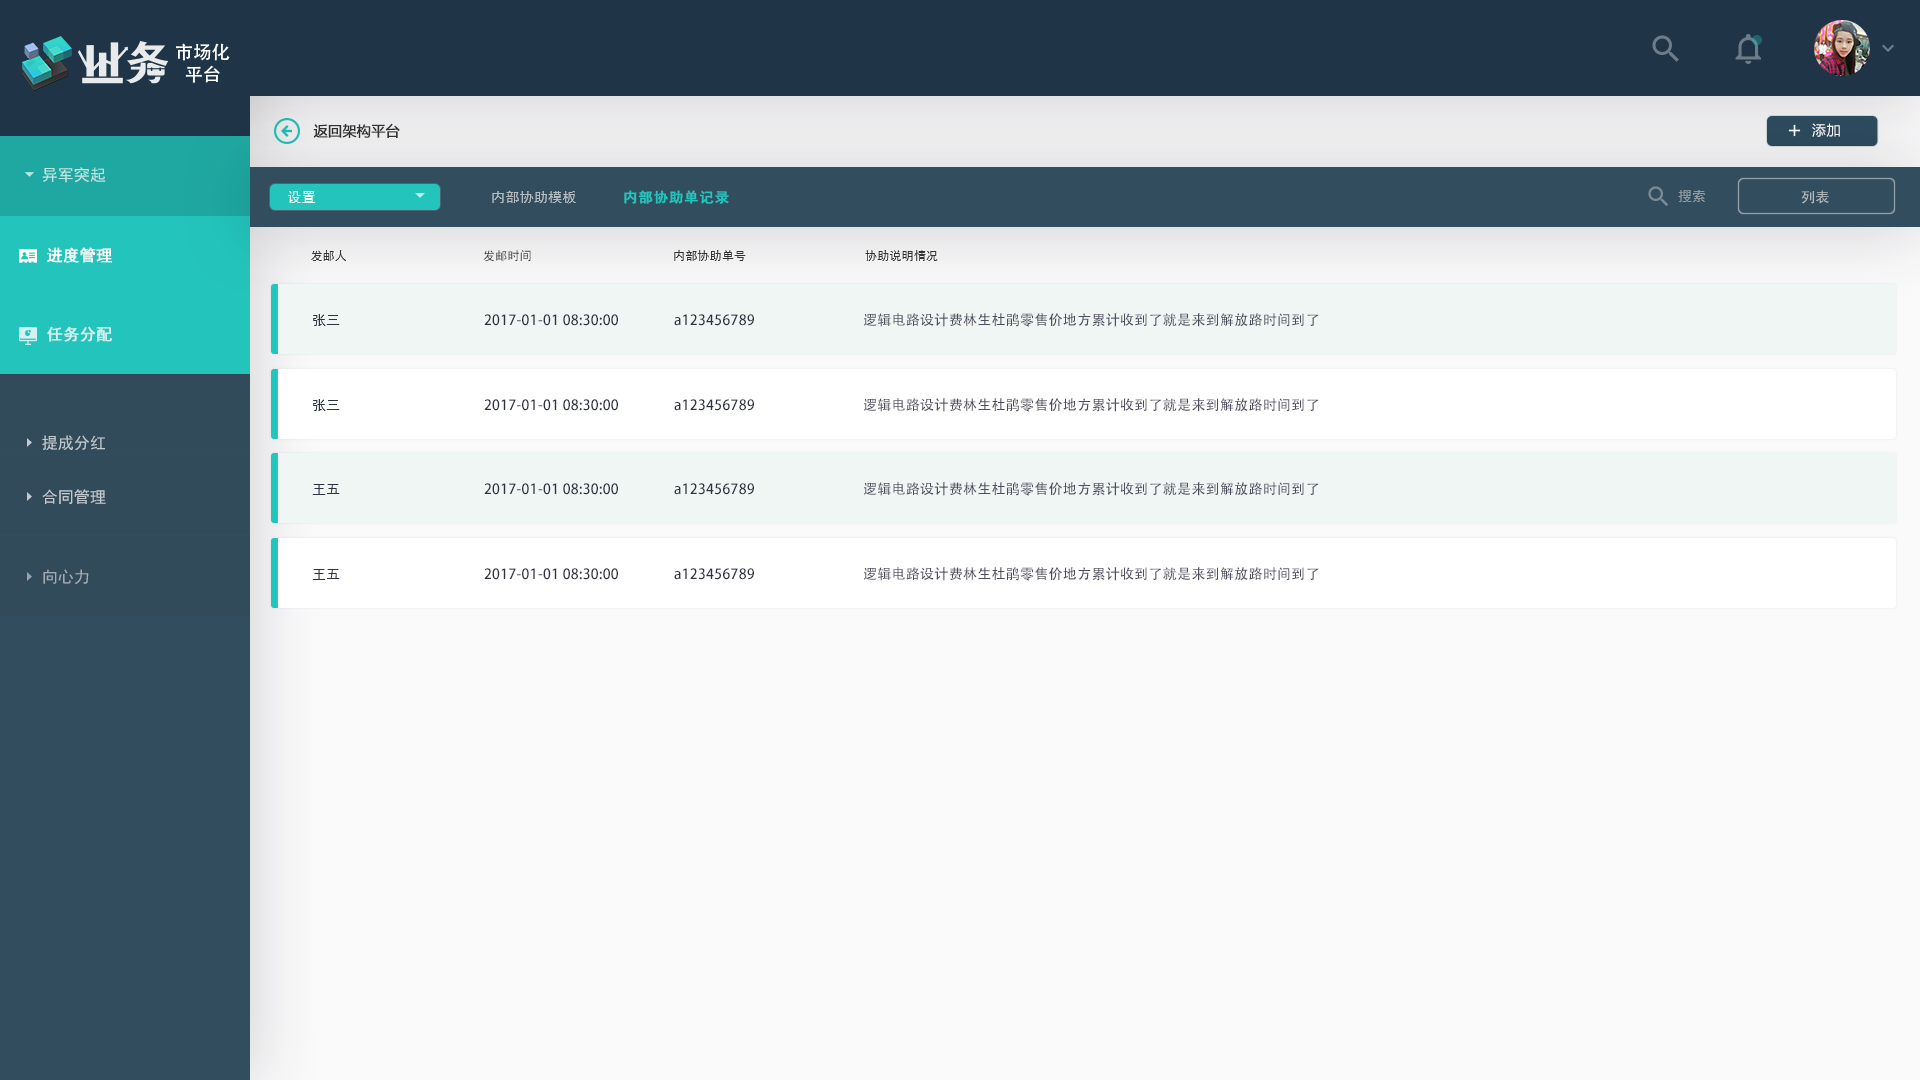 业务 市场化
平台
返回架构平台
添加
异军突起
设置
内部协助模板
内部协助单记录
搜索
列表
进度管理
任务分配
提成分红
合同管理
向心力
发邮人 发邮时间 内部协助单号 协助说明情况
张三 2017-01-01 08:30:00 a123456789 逻辑电路设计费林生杜鹃零售价地方累计收到了就是来到解放路时间到了
张三 2017-01-01 08:30:00 a123456789 逻辑电路设计费林生杜鹃零售价地方累计收到了就是来到解放路时间到了
王五 2017-01-01 08:30:00 a123456789 逻辑电路设计费林生杜鹃零售价地方累计收到了就是来到解放路时间到了
王五 2017-01-01 08:30:00 a123456789 逻辑电路设计费林生杜鹃零售价地方累计收到了就是来到解放路时间到了